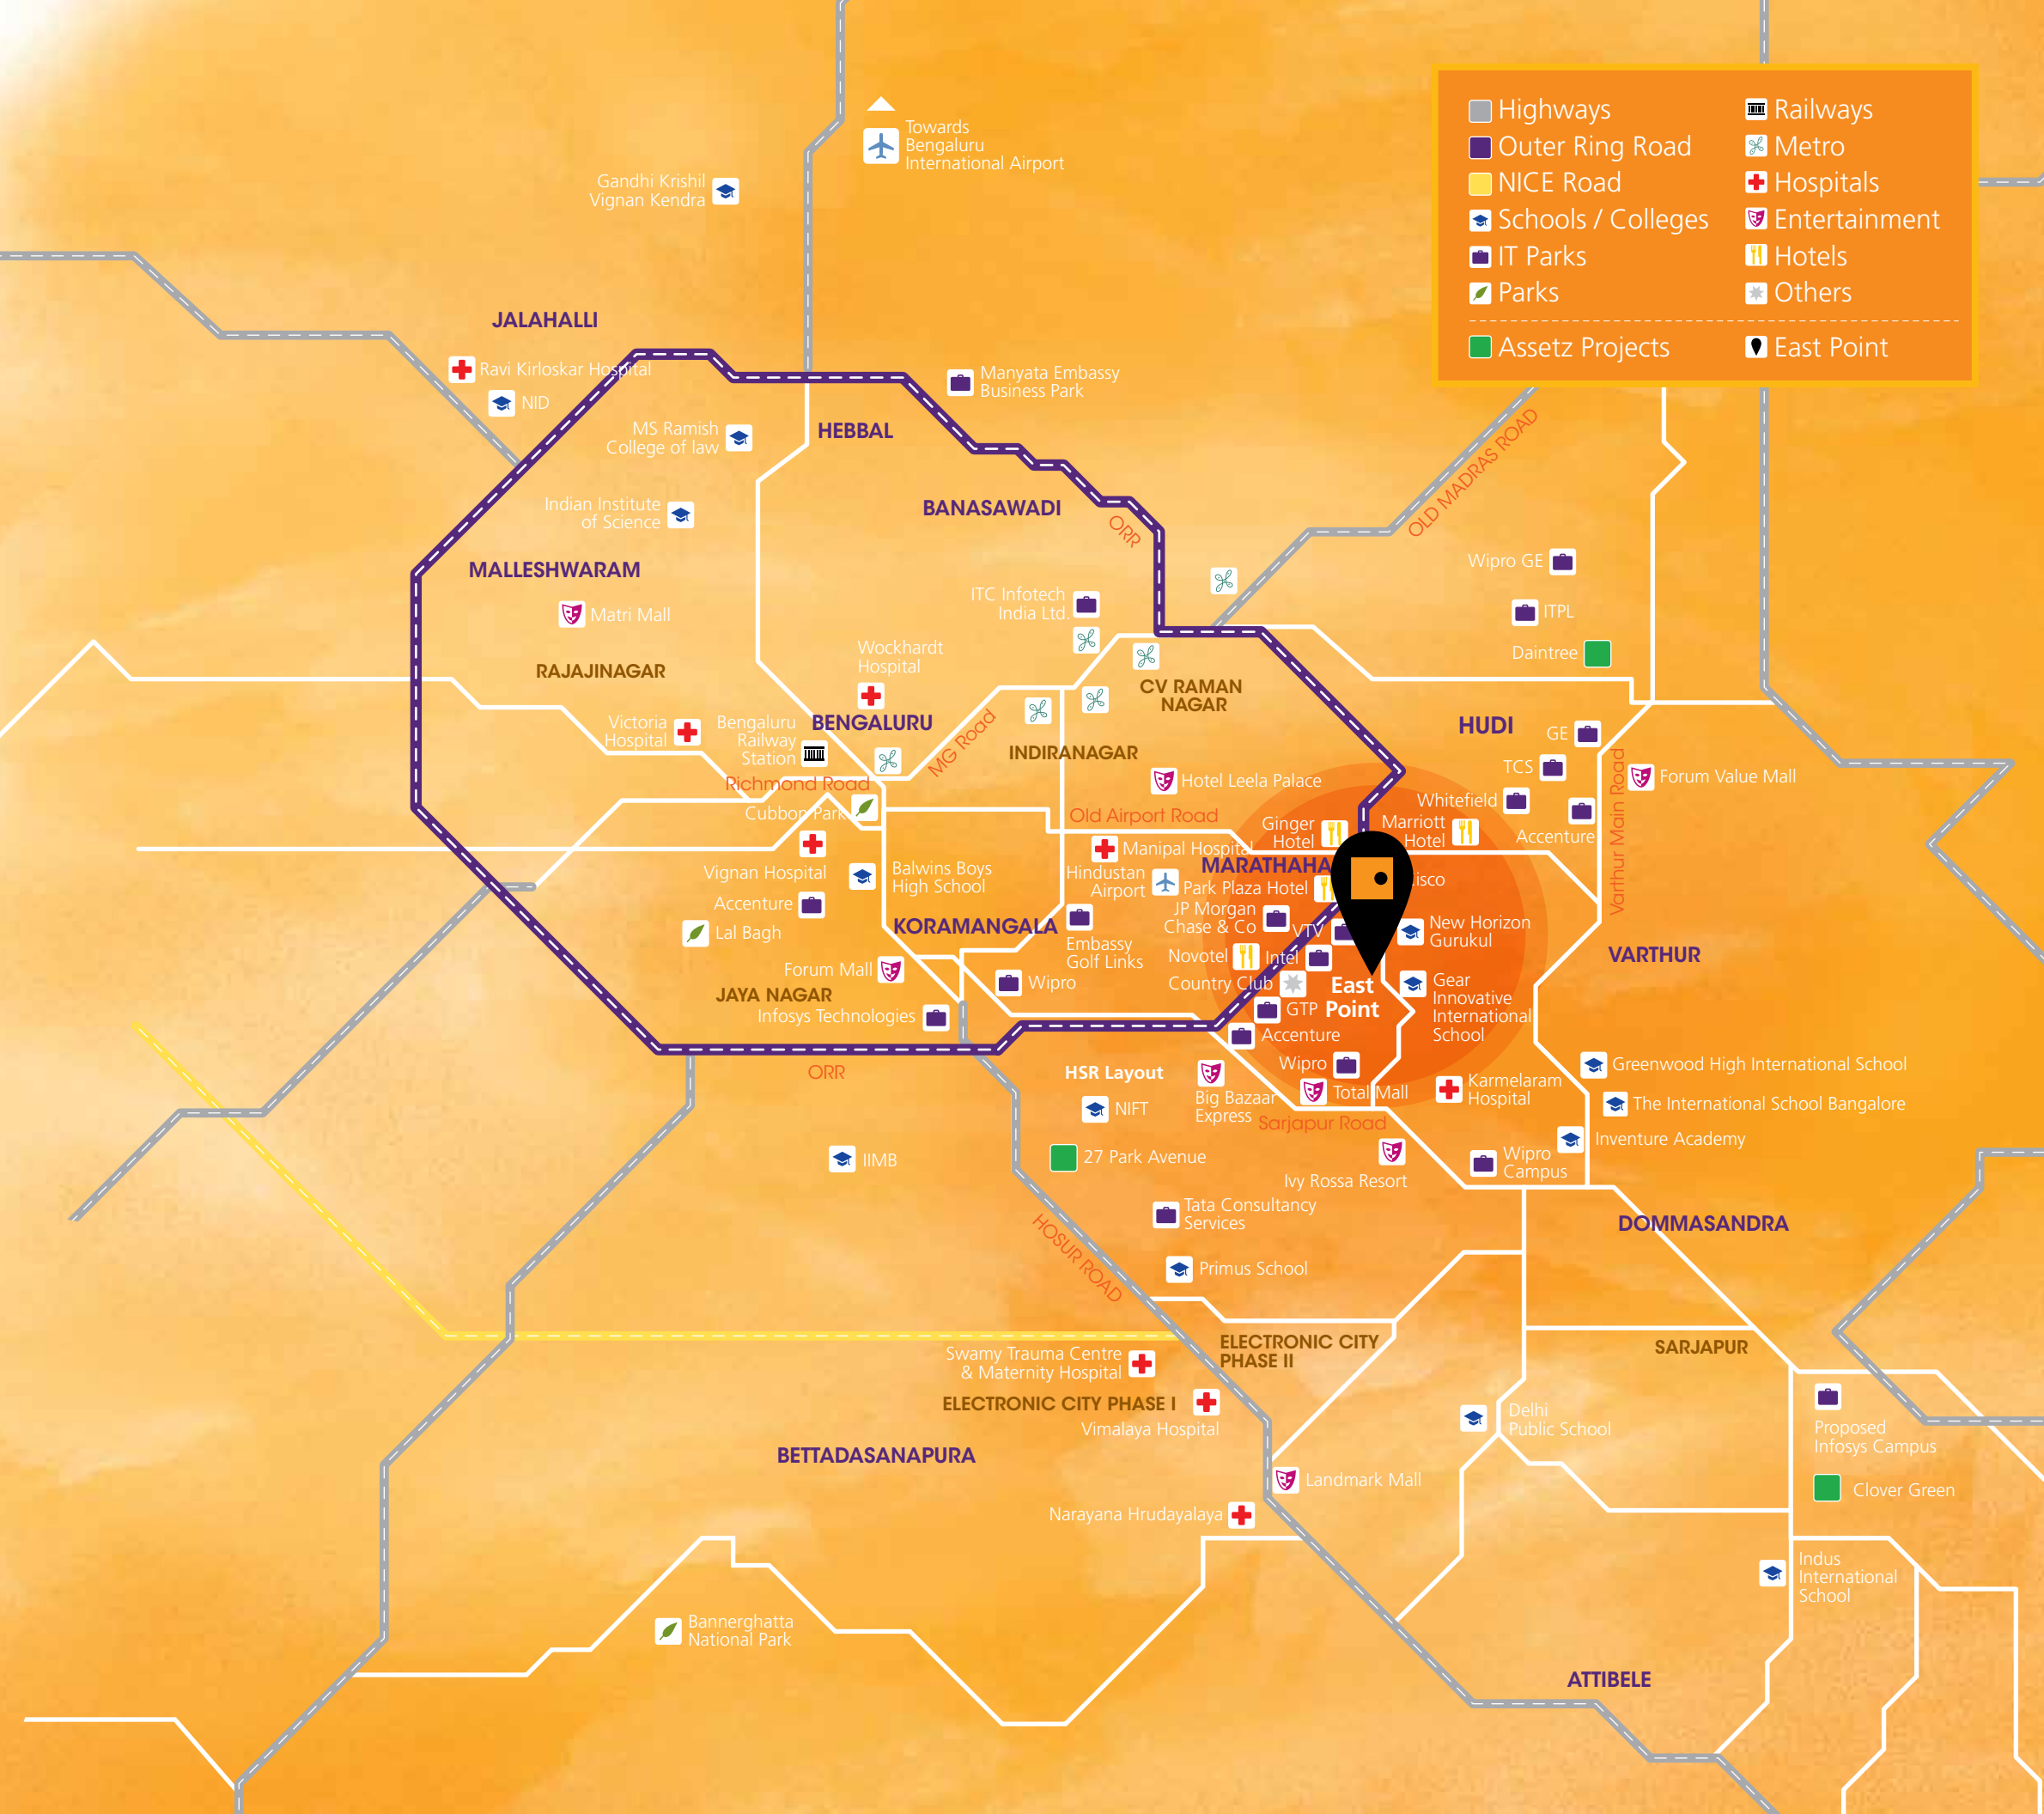 Highways
Outer Ring Road
NICE Road
Schools / Colleges
IT Parks
Parks
Assetz Projects
Railways
Metro
Hospitals
Entertainment
Hotels
Others
East Point
Towards
Bengaluru
International Airport
Gandhi Krishil
Vignan Kendra
JALAHALLI
Ravi Kirloskar Hospital
NID
Manyata Embassy
Business Park
MS Ramish
College of law
HEBBAL
OLD MADRAS ROAD
Indian Institute
of Science
BANASAWADI
ORR
MALLESHWARAM
Matri Mall
ITC Infotech
India Ltd.
Wipro GE
ITPL
Daintree
RAJAJINAGAR
Wockhardt
Hospital
CV RAMAN
NAGAR
Victoria
Hospital
Bengaluru
Railway
Station
BENGALURU
MG Road
INDIRANAGAR
HUDI
GE
TCS
Forum Value Mall
Richmond Road
Hotel Leela Palace
Whitefield
Accenture
Varthur Main Road
Cubbon Park
Old Airport Road
Ginger
Hotel
Marriott
Hotel
Vignan Hospital
Balwins Boys
High School
Manipal Hospital
MARATHAHA
Hindustan
Airport
Park Plaza Hotel
isco
Accenture
Lal Bagh
KORAMANGALA
JP Morgan
Chase & Co
VTV
New Horizon
Gurukul
Embassy
Golf Links
Novotel
Intel
VARTHUR
Forum Mall
Wipro
Country Club
East
Point
Gear
Innovative
International
School
JAYA NAGAR
Infosys Technologies
GTP
Accenture
ORR
HSR Layout
Wipro
Greenwood High International School
NIFT
Big Bazaar
Express
Total Mall
Karmelaram
Hospital
The International School Bangalore
Sarjapur Road
Inventure Academy
IIMB
27 Park Avenue
Ivy Rossa Resort
Wipro
Campus
Tata Consultancy
Services
HOSUR ROAD
DOMMASANDRA
Primus School
Swamy Trauma Centre
& Maternity Hospital
ELECTRONIC CITY
PHASE II
SARJAPUR
ELECTRONIC CITY PHASE I
Vimalaya Hospital
Delhi
Public School
Proposed
Infosys Campus
BETTADASANAPURA
Landmark Mall
Clover Green
Narayana Hrudayalaya
Indus
International
School
Bannerghatta
National Park
ATTIBELE